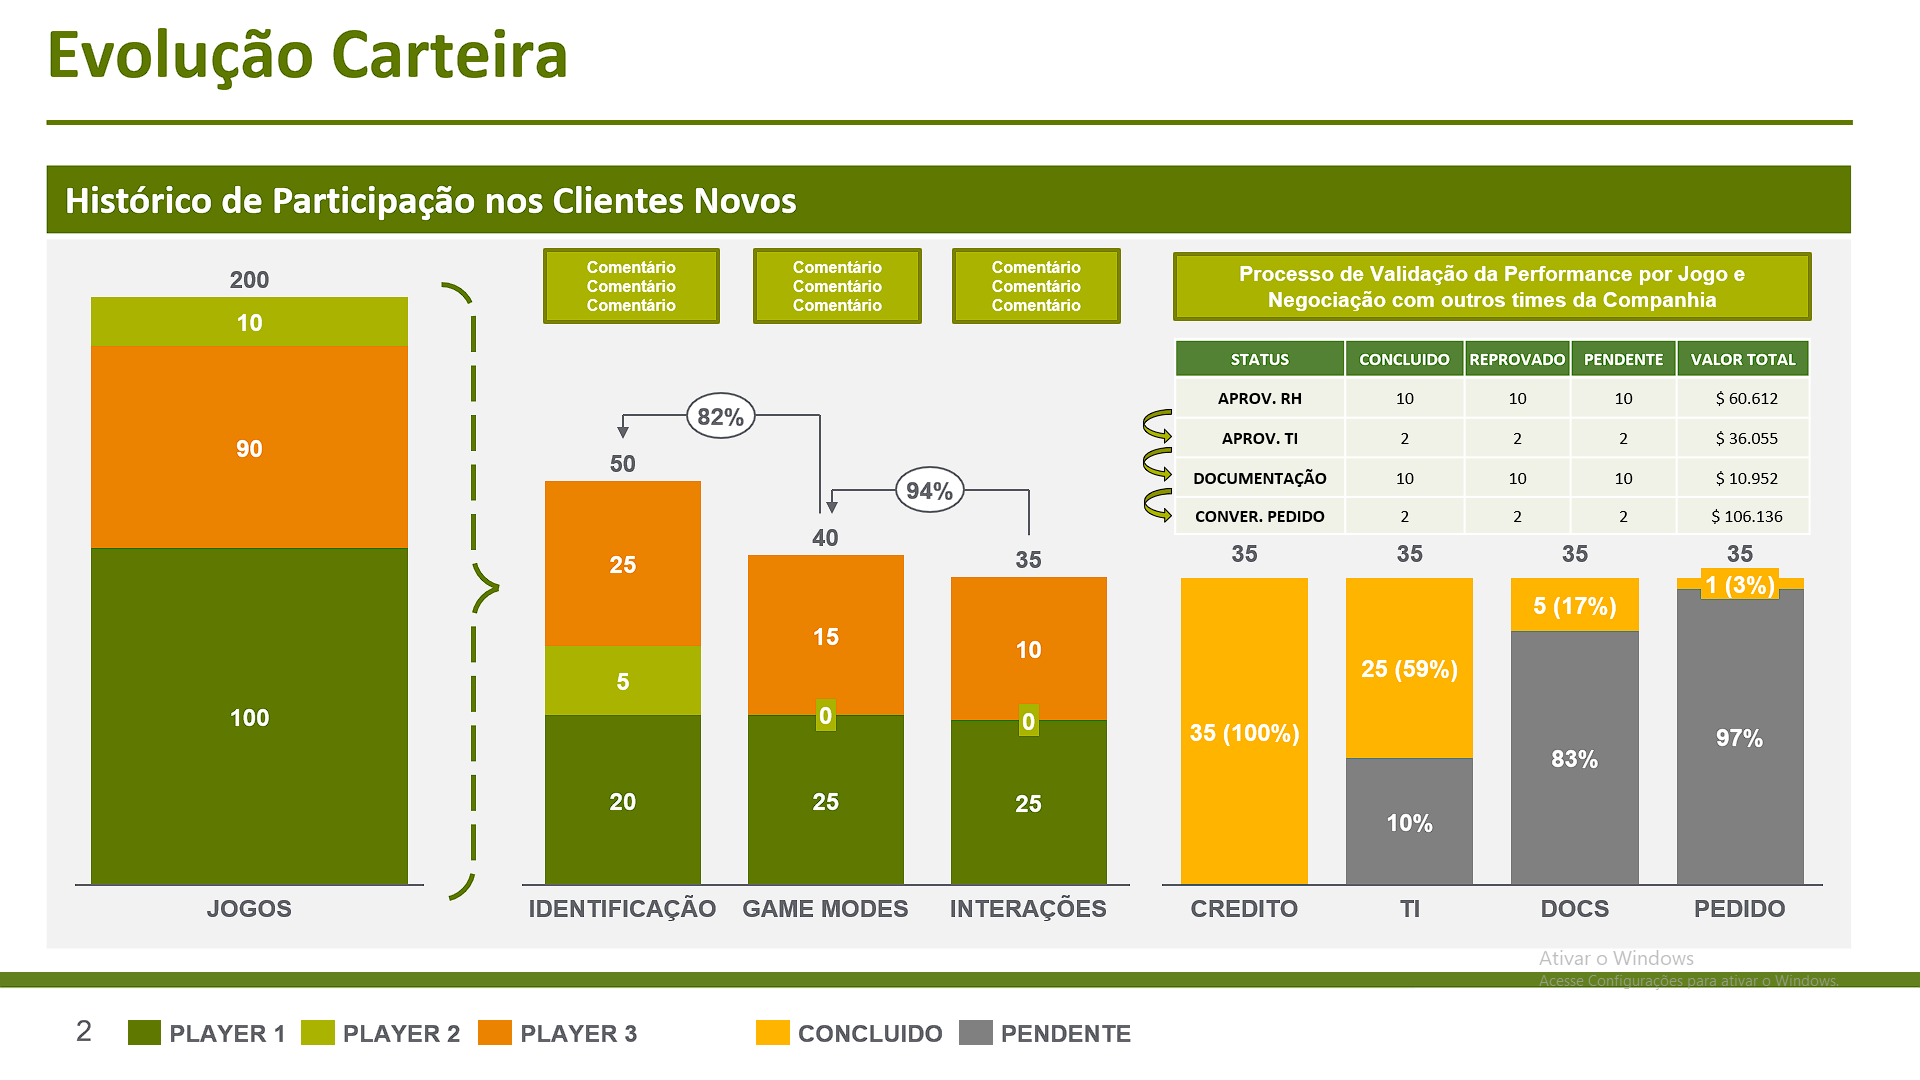 Evolução Carteira
Histórico de Participação nos Clientes Novos
200
10
90
100
JOGOS
Comentário
Comentário
Comentário
Comentário
Comentário
Comentário
Comentário
Comentário
Comentário
82%
94%
50
25
5
20
IDENTIFICAÇÃO
40
15
0
25
GAME MODES
35
10
0
25
INTERAÇÕES
Processo de Validação da Performance por Jogo e
Negociação com outros times da Companhia
STATUS CONCLUIDO REPROVADO PENDENTE VALOR TOTAL
APROV. RH 10 10 10 $ 60.612
APROV. TI 2 2 2 $ 36.055
DOCUMENTAÇÃO 10 10 10 $ 10.952
CONVER. PEDIDO 2 2 2 $ 106.136
35
35 (100%)
CREDITO
35
25 (59%)
10%
TI
35
5 (17%)
83%
DOCS
35
1 (3%)
97%
PEDIDO
Ativar o Windows
Acesse Configurações para ativar o Windows.
2
PLAYER 1 PLAYER 2 PLAYER 3 CONCLUIDO PENDENTE